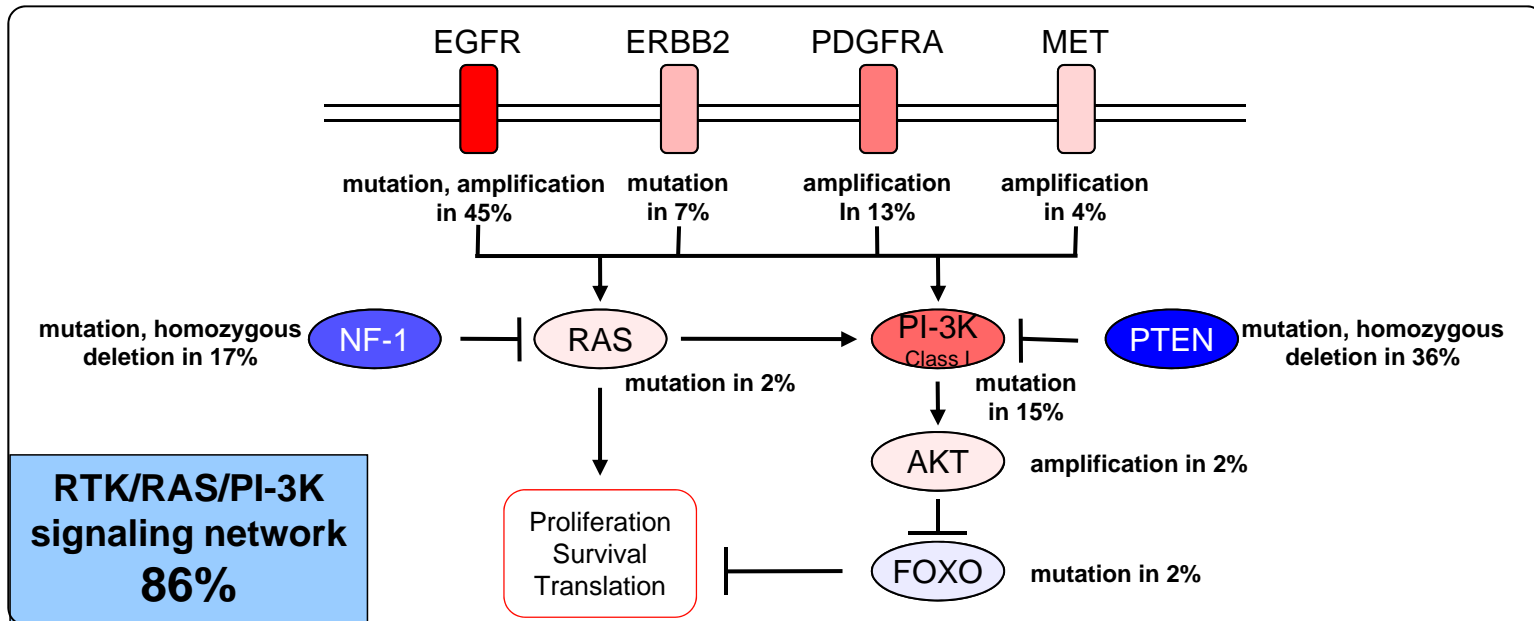 EGFR
ERBB2
PDGFRA
MET
mutation, amplification
in 45%
mutation
in 7%
amplification
In 13%
amplification
in 4%
mutation, homozygous
deletion in 17%
NF-1
RAS
mutation in 2%
PI-3K
Class I
mutation
in 15%
PTEN
mutation, homozygous
deletion in 36%
AKT
amplification in 2%
RTK/RAS/PI-3K
signaling network
86%
Proliferation
Survival
Translation
FOXO
mutation in 2%